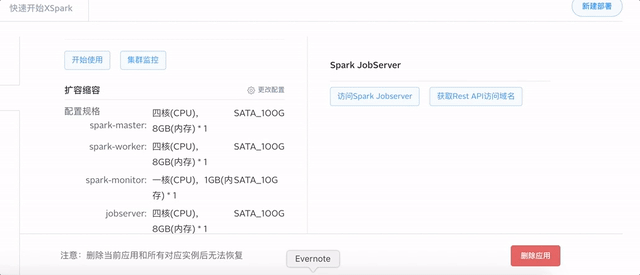 快速开始XSpark
新建部署
开始使用
集群监控
扩容缩容
更改配置
配置规格
spark-master:
四核(CPU),
8GB(内存) * 1
SATA_100G
spark-worker:
四核(CPU),
8GB(内存) * 1
SATA_100G
spark-monitor:
一核(CPU), 1GB(内
存) * 1
SATA_10G
jobserver:
四核(CPU),
8GB(内存) * 1
SATA_100G
Spark JobServer
访问Spark Jobserver
获取Rest API访问域名
注意: 删除当前应用和所有对应实例后无法恢复
删除应用
Evernote